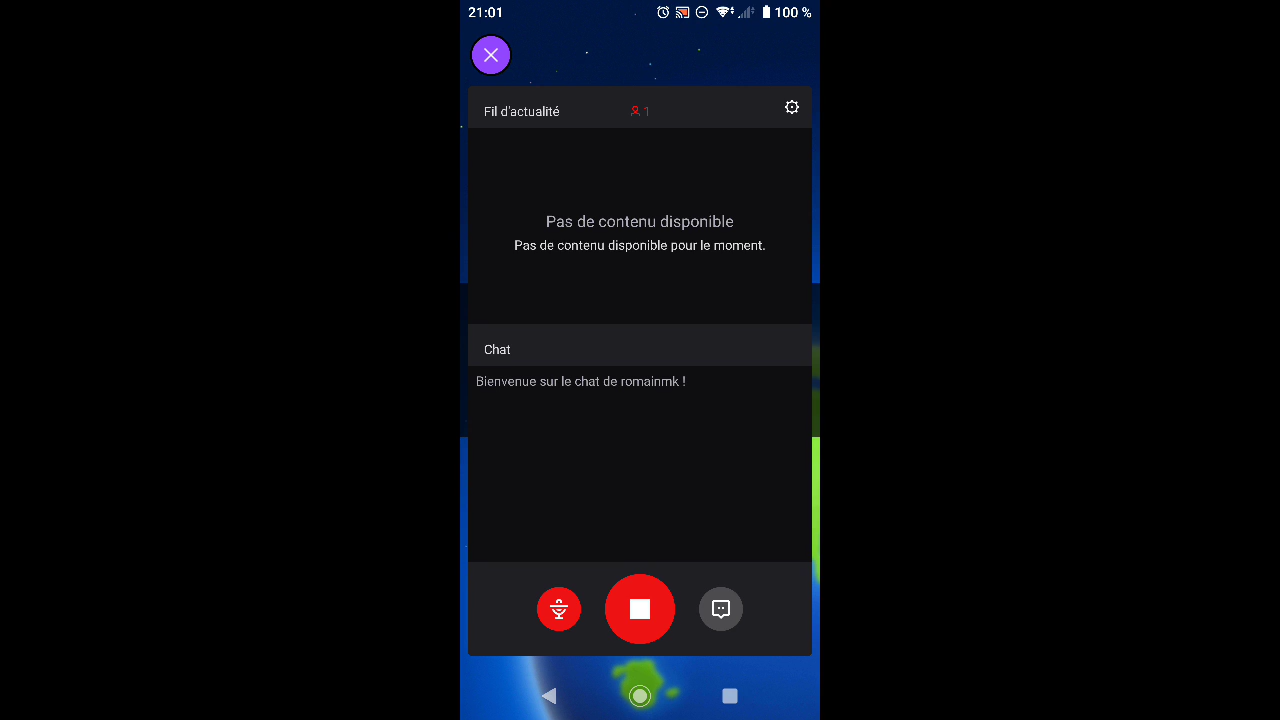 21:01
100 %
Fil d'actualité
1
Pas de contenu disponible
Pas de contenu disponible pour le moment.
Chat
Bienvenue sur le chat de romainmk !